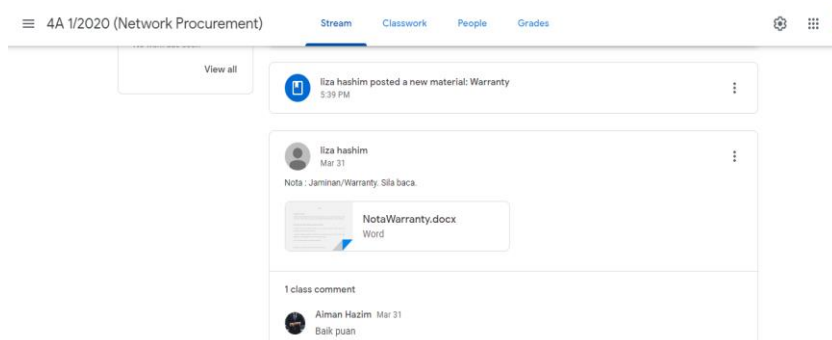 4A 1/2020 (Network Procurement)
Stream
Classwork
People
Grades
View all
liza hashim posted a new material: Warranty
5:39 PM
liza hashim
Mar 31
Nota : Jaminan/Warranty. Sila baca.
NotaWarranty.docx
Word
1 class comment
Aiman Hazim Mar 31
Baik puan